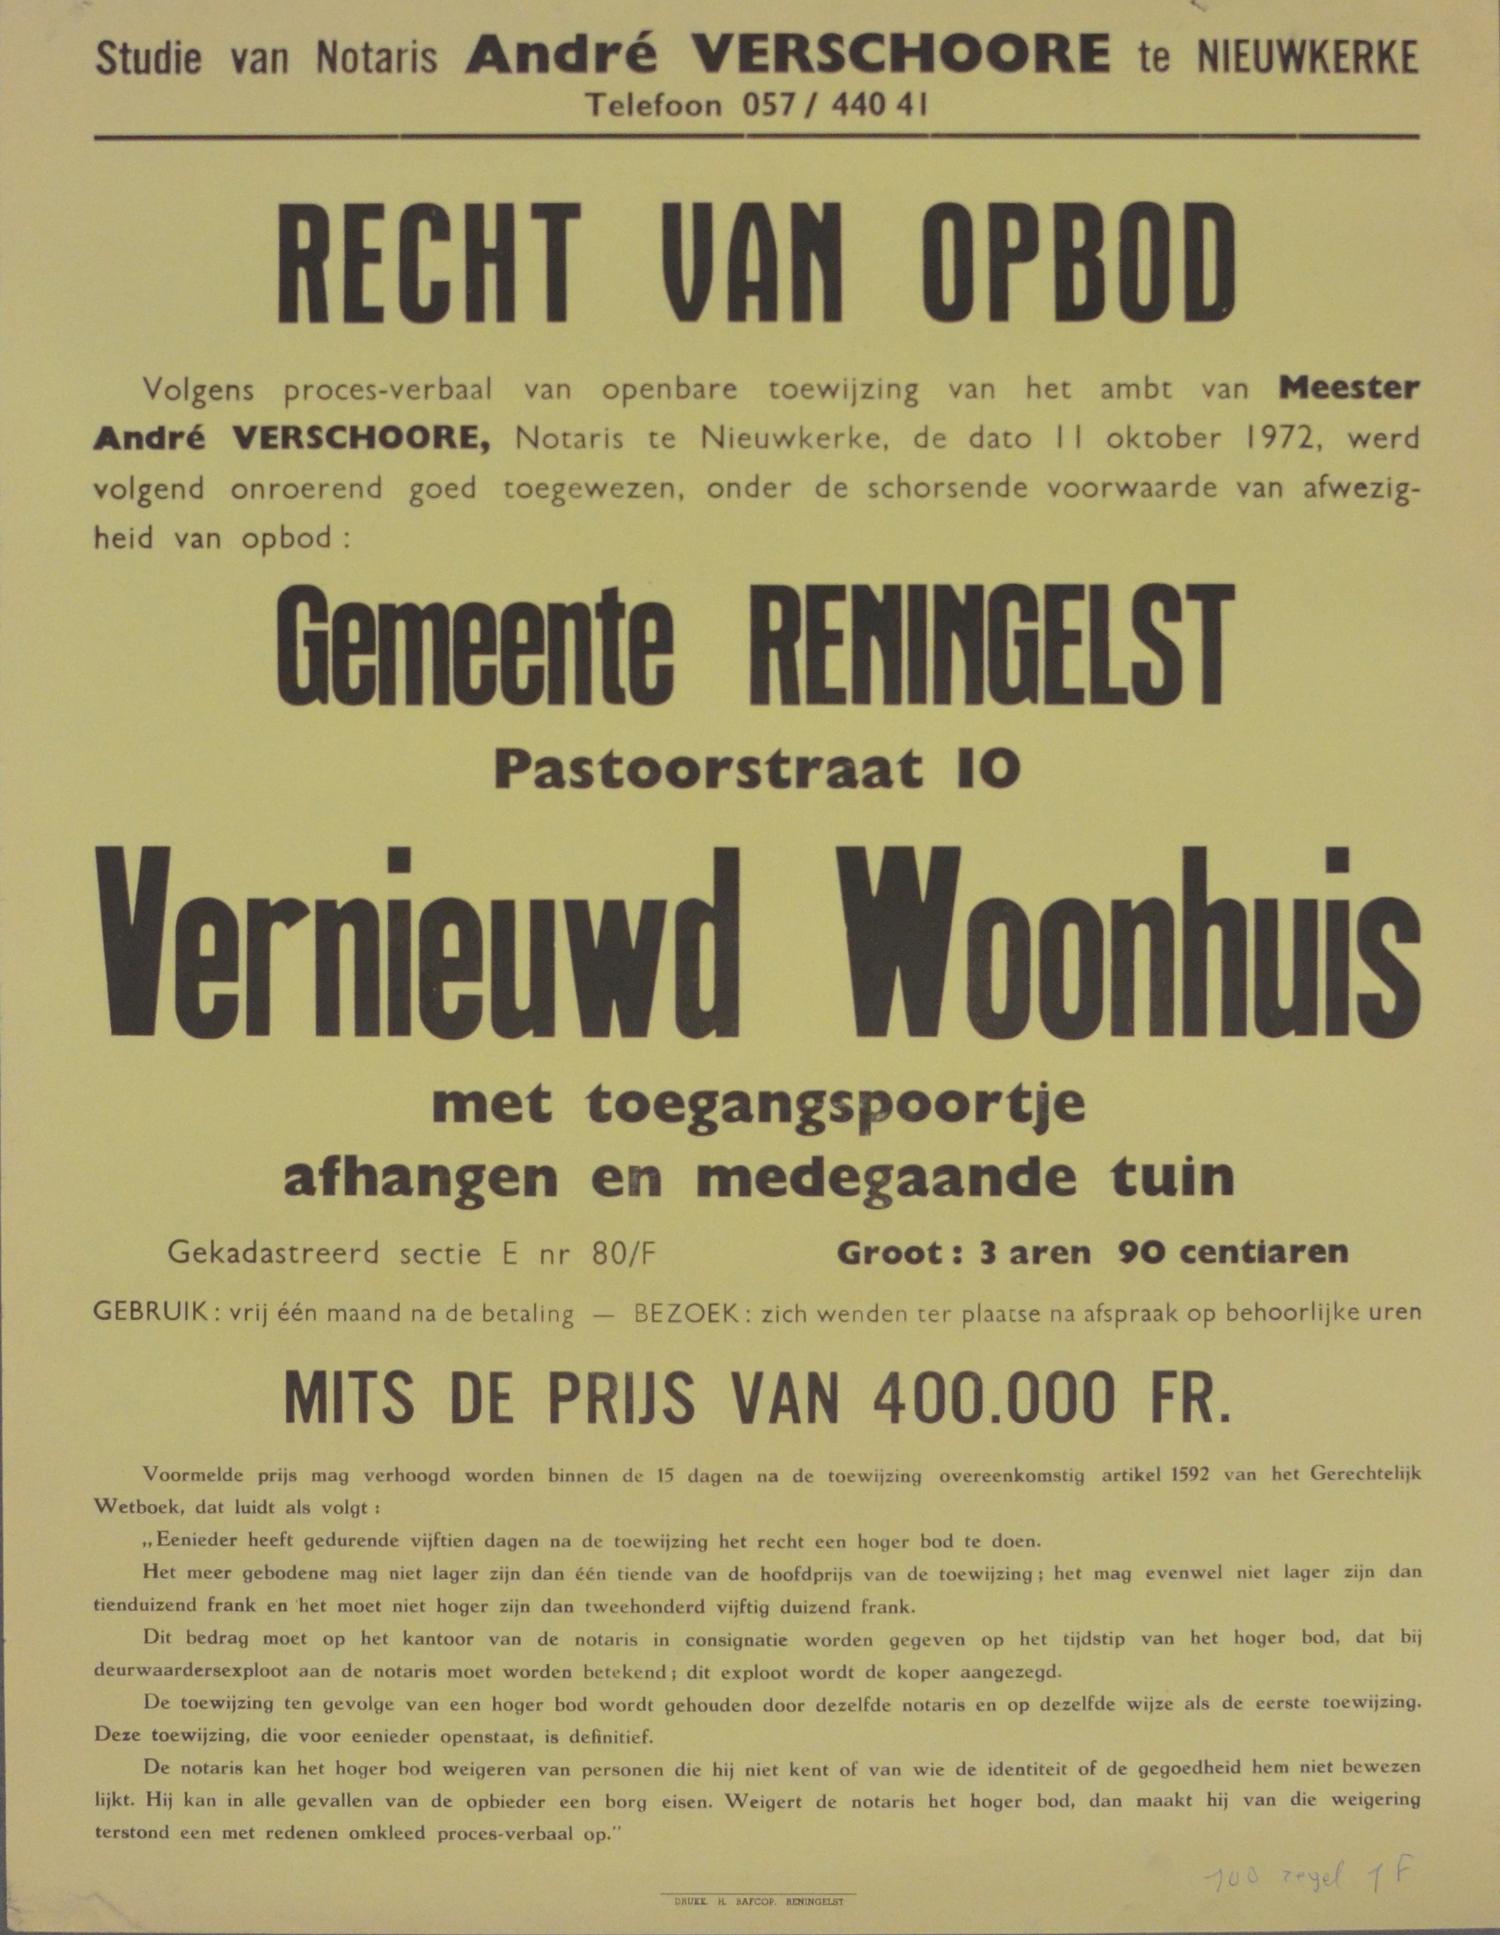 Studie van Notaris André VERSCHOORE te NIEUWKERKE
Telefoon 057 / 440 41
RECHT VAN OPBOD
Volgens proces-verbaal van openbare toewijzing van het ambt van Meester
André VERSCHOORE, Notaris te Nieuwkerke, de dato 11 oktober 1972, werd
volgend onroerend goed toegewezen, onder de schorsende voorwaarde van afwezig-
heid van opbod :
Gemeente RENINGELST
Pastoorstraat 10
Vernieuwd Woonhuis
met toegangspoortje
afhangen en medegaande tuin
Gekadastreerd sectie E nr 80/F Groot : 3 aren 90 centiaren
GEBRUIK : vrij één maand na de betaling — BEZOEK : zich wenden ter plaatse na afspraak op behoorlijke uren
MITS DE PRIJS VAN 400.000 FR.
Voormelde prijs mag verhoogd worden binnen de 15 dagen na de toewijzing overeenkomstig artikel 1592 van het Gerechtelijk
Wetboek, dat luidt als volgt :
„Eenieder heeft gedurende vijftien dagen na de toewijzing het recht een hoger bod te doen.
Het meer gebodene mag niet lager zijn dan één tiende van de hoofdprijs van de toewijzing ; het mag evenwel niet lager zijn dan
tienduizend frank en het moet niet hoger zijn dan tweehonderd vijftig duizend frank.
Dit bedrag moet op het kantoor van de notaris in consignatie worden gegeven op het tijdstip van het hoger bod, dat bij
deurwaardersexploot aan de notaris moet worden betekend ; dit exploot wordt de koper aangezegd.
De toewijzing ten gevolge van een hoger bod wordt gehouden door dezelfde notaris en op dezelfde wijze als de eerste toewijzing.
Deze toewijzing, die voor eenieder openstaat, is definitief.
De notaris kan het hoger bod weigeren van personen die hij niet kent of van wie de identiteit of de gegoedheid hem niet bewezen
lijkt. Hij kan in alle gevallen van de opbieder een borg eisen. Weigert de notaris het hoger bod, dan maakt hij van die weigering
terstond een met redenen omkleed proces-verbaal op.”
100 zegel 1 F
DRUKK. H. BAFCOP. RENINGELST